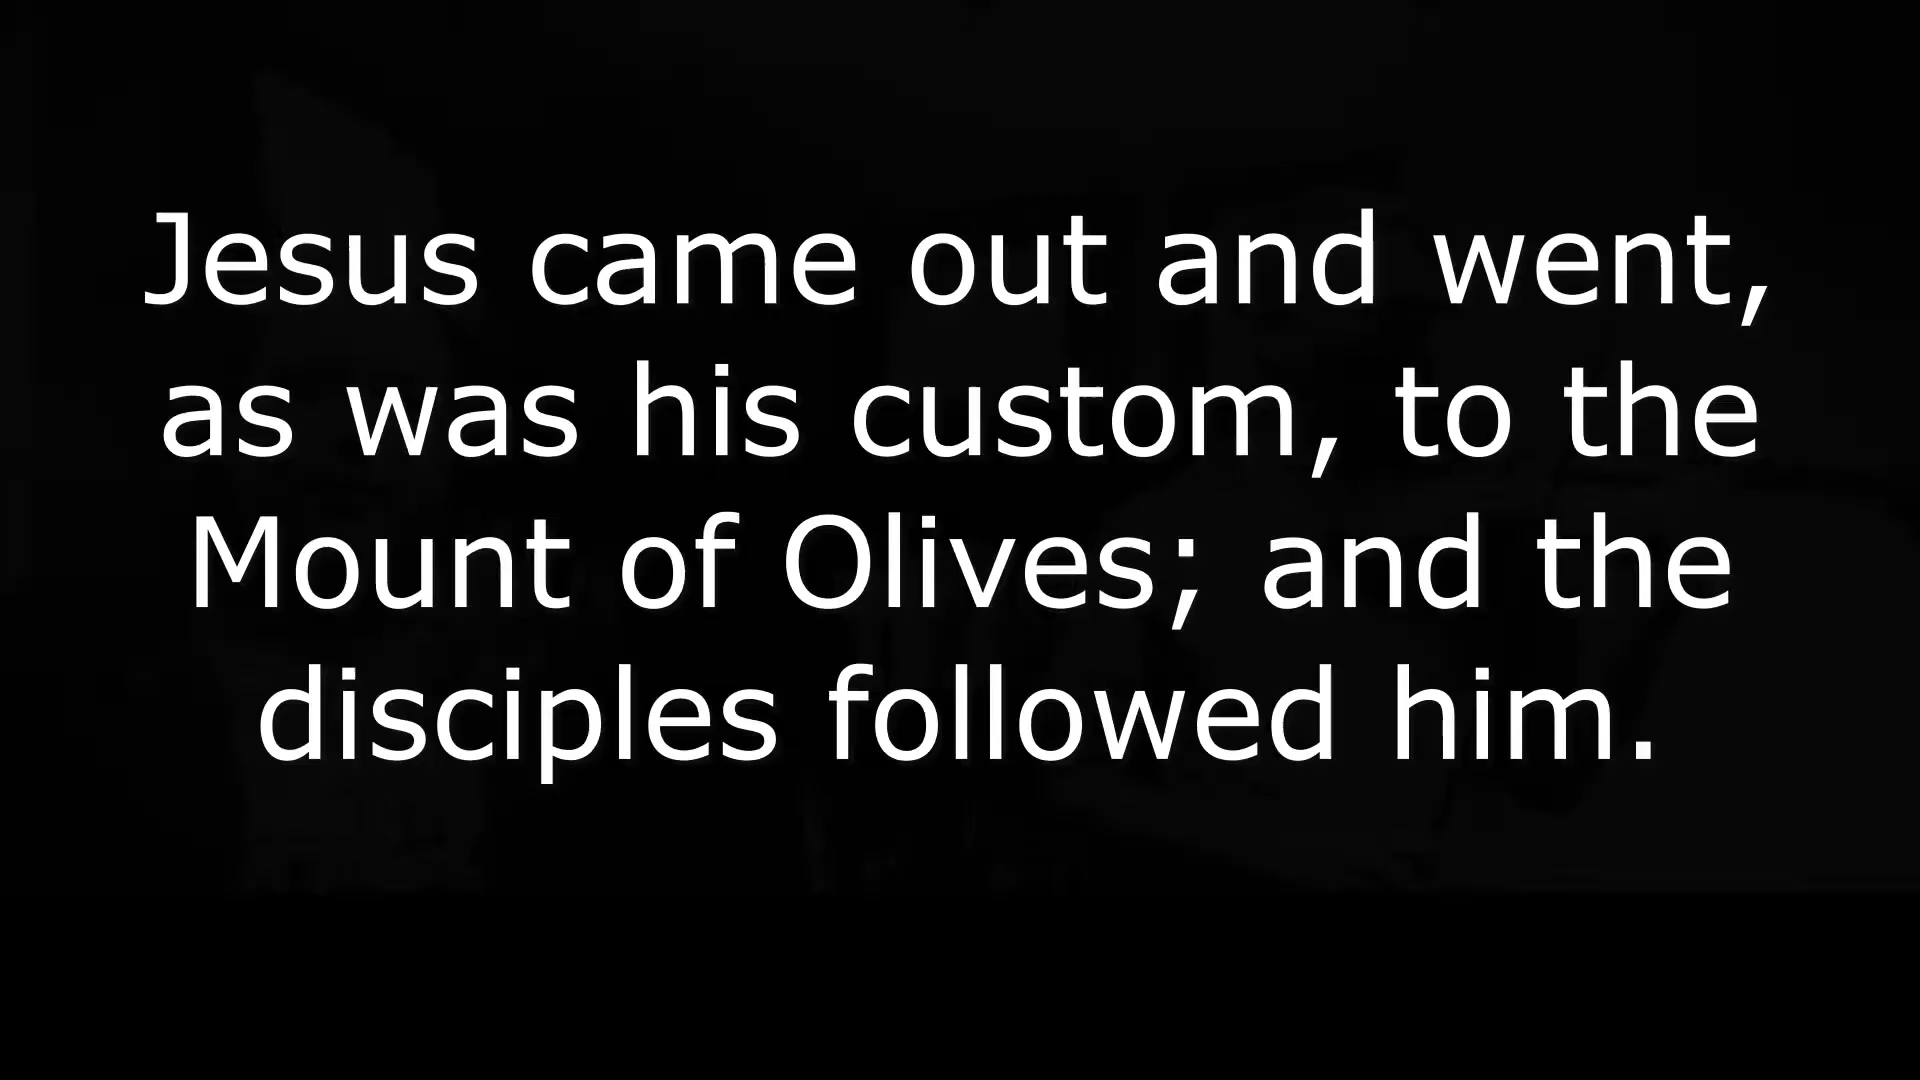 Jesus came out and went,
as was his custom, to the
Mount of Olives; and the
disciples followed him.